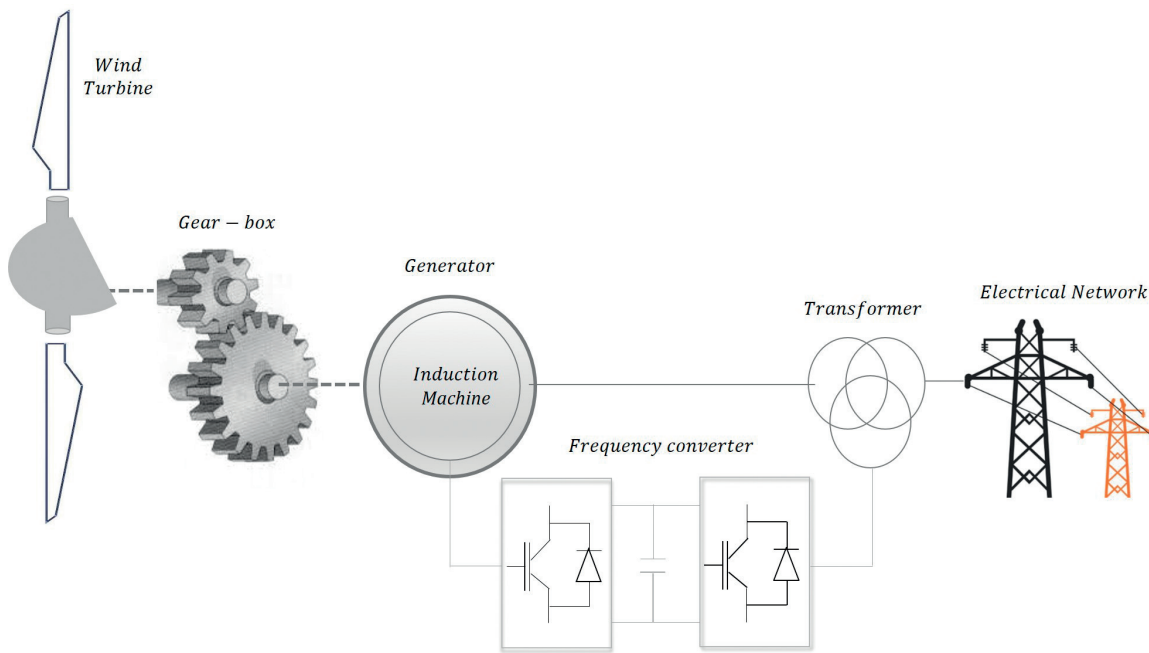 Wind
Turbine
Gear − box
Generator
Transformer
Electrical Network
Induction
Machine
Frequency converter